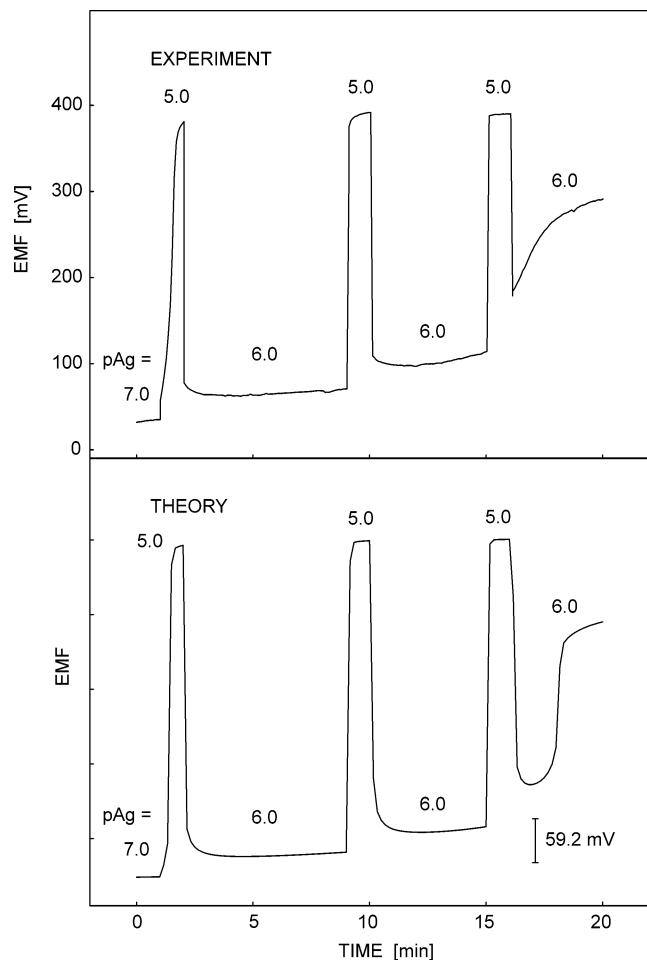 EXPERIMENT
5.0 5.0 5.0
400
6.0
300
EMF [mV]
200
6.0
6.0
pAg =
100
7.0
0
THEORY
5.0 5.0 5.0
6.0
EMF
pAg =
6.0
6.0
59.2 mV
7.0
0 5 10 15 20
TIME [min]